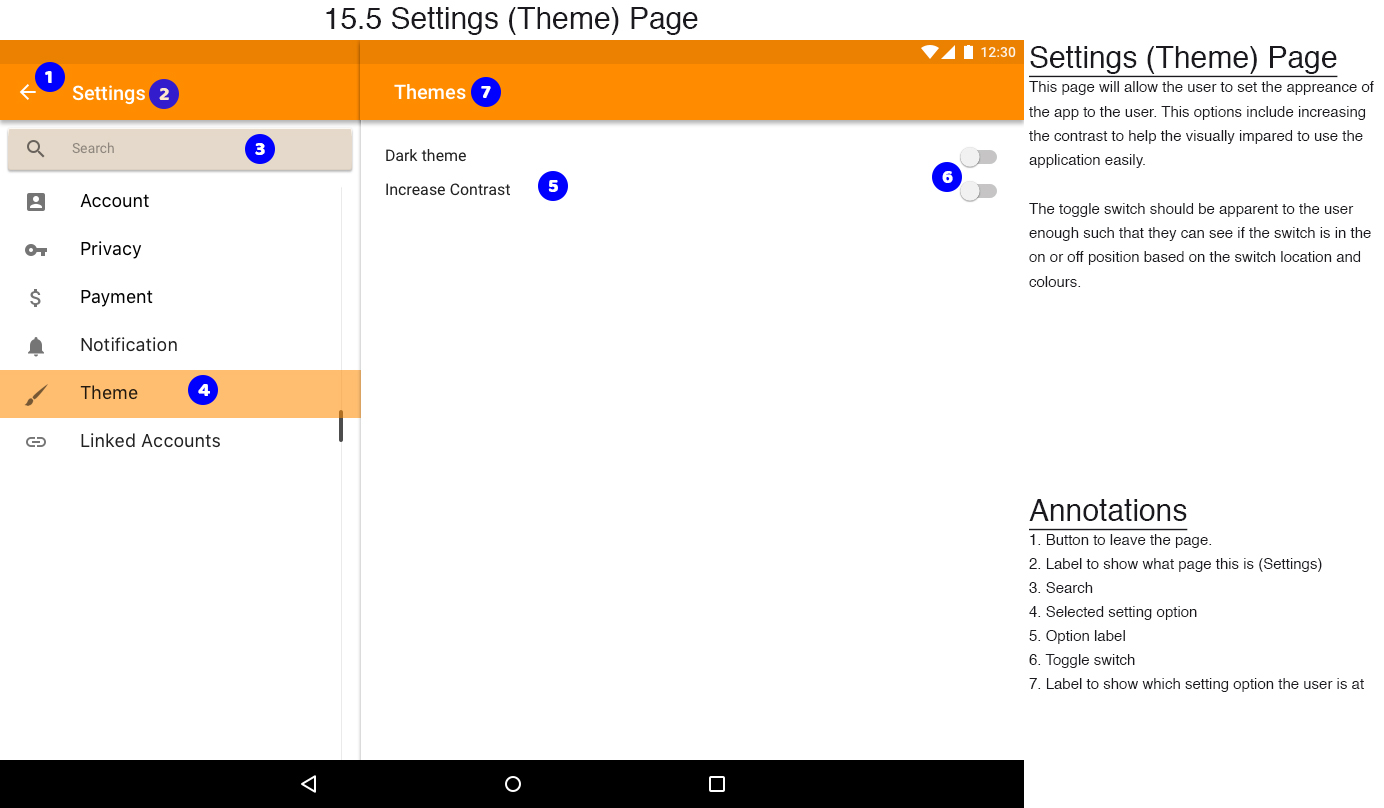 15.5 Settings (Theme) Page
12:30
1
Settings 2
Themes 7
Search 3
Account
Privacy
Payment
Notification
Theme 4
Linked Accounts
Dark theme
Increase Contrast 5
6
Settings (Theme) Page
This page will allow the user to set the appreance of
the app to the user. This options include increasing
the contrast to help the visually impared to use the
application easily.
The toggle switch should be apparent to the user
enough such that they can see if the switch is in the
on or off position based on the switch location and
colours.
Annotations
1. Button to leave the page.
2. Label to show what page this is (Settings)
3. Search
4. Selected setting option
5. Option label
6. Toggle switch
7. Label to show which setting option the user is at